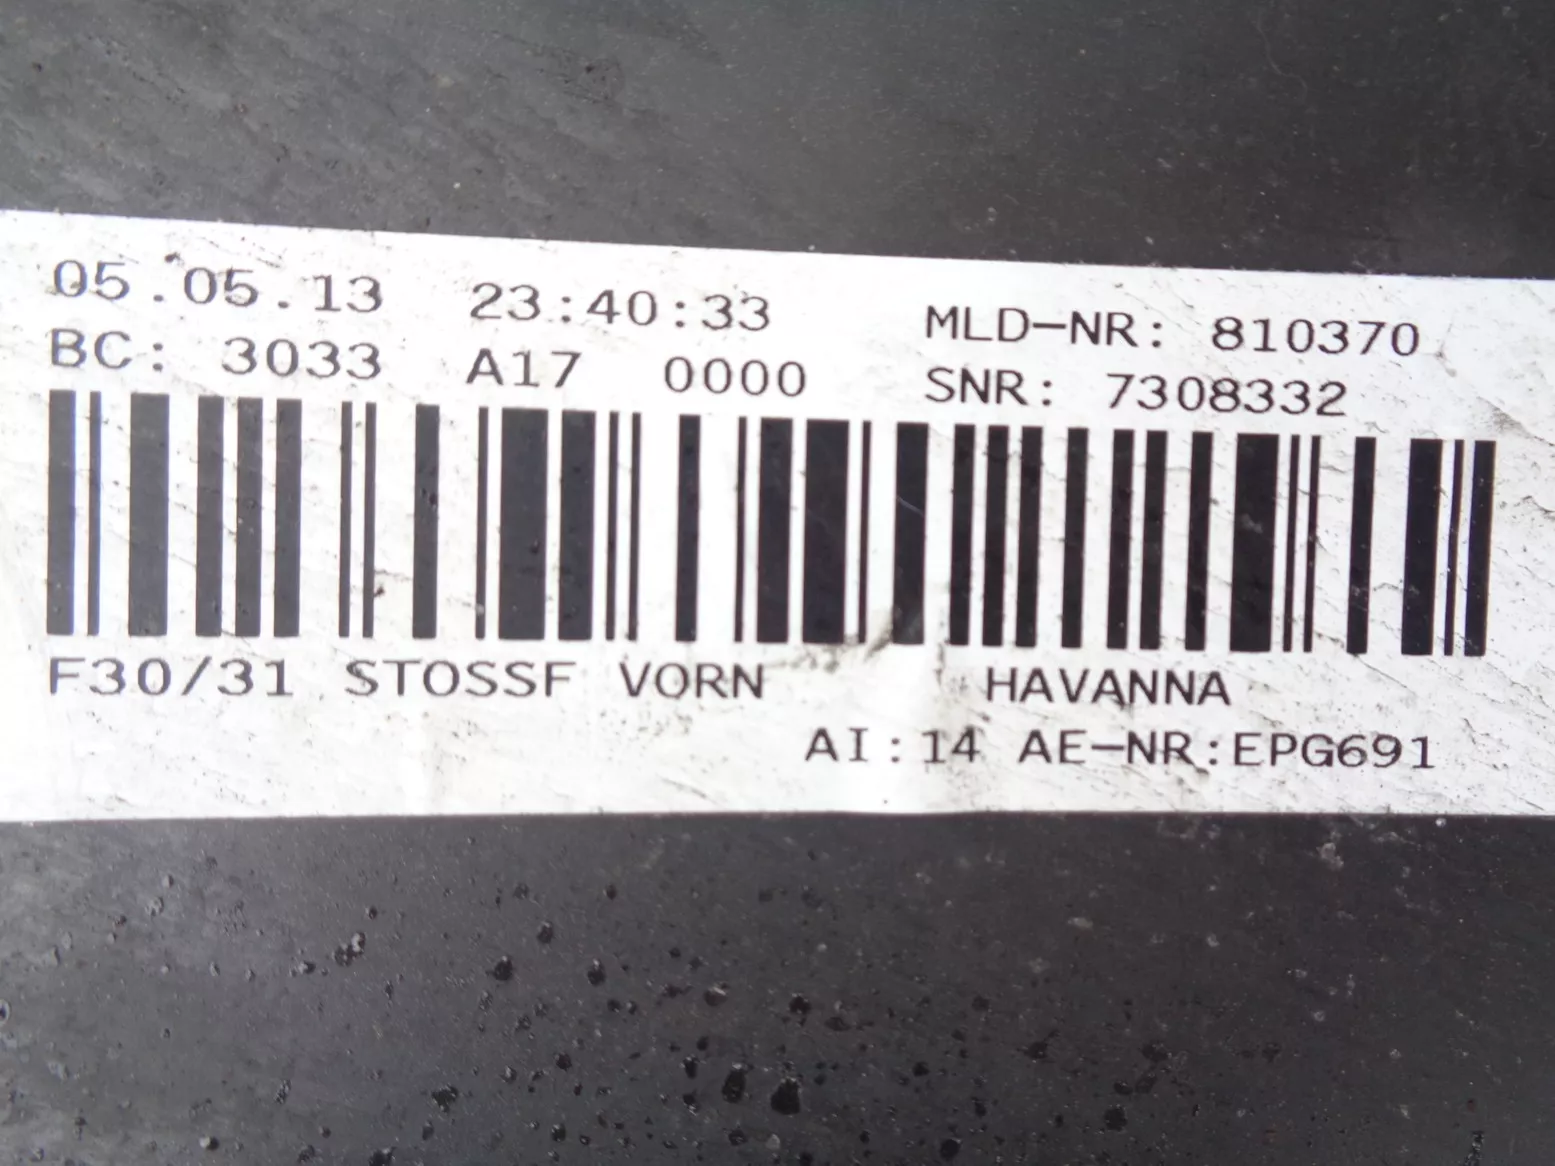 05.05.13 23:40:33 MLD-NR: 810370
BC: 3033 A17 0000 SNR: 7308332
F30/31 STOSSF VORN HAVANNA
AI:14 AE-NR:EPG691